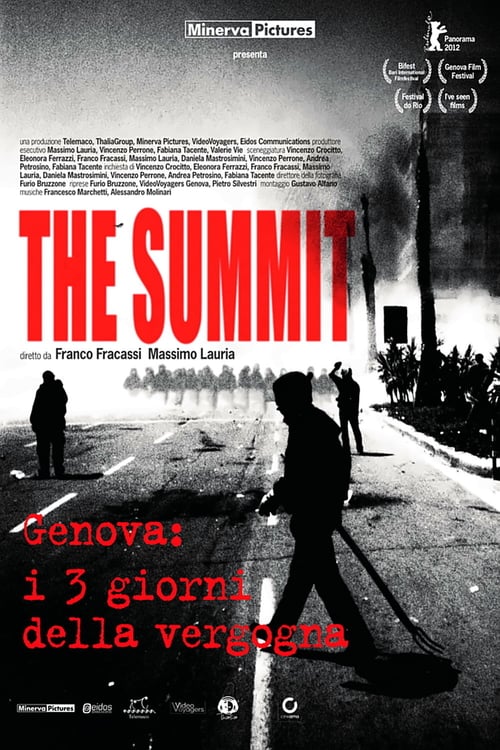 Minerva Pictures
presenta
Panorama
2012
Bifest
Bari International
Filmfestival
Genova Film
Festival
Festival
do Rio
I've seen
films
una produzione Telemaco, ThaliaGroup, Minerva Pictures, VideoVoyagers, Eidos Communications produttore
esecutivo Massimo Lauria, Vincenzo Perrone, Fabiana Tacente, Valerie Vie sceneggiatura Vincenzo Crocitto,
Eleonora Ferrazzi, Franco Fracassi, Massimo Lauria, Daniela Mastrosimini, Vincenzo Perrone, Andrea
Petrosino, Fabiana Tacente inchiesta di Vincenzo Crocitto, Eleonora Ferrazzi, Franco Fracassi, Massimo
Lauria, Daniela Mastrosimini, Vincenzo Perrone, Andrea Petrosino, Fabiana Tacente direttore della fotografia
Furio Bruzzone riprese Furio Bruzzone, VideoVoyagers Genova, Pietro Silvestri montaggio Gustavo Alfano
musiche Francesco Marchetti, Alessandro Molinari
THE SUMMIT
diretto da Franco Fracassi Massimo Lauria
Genova:
i 3 giorni
della vergogna
Minerva Pictures
eidos
Telemaco
Video
Voyagers